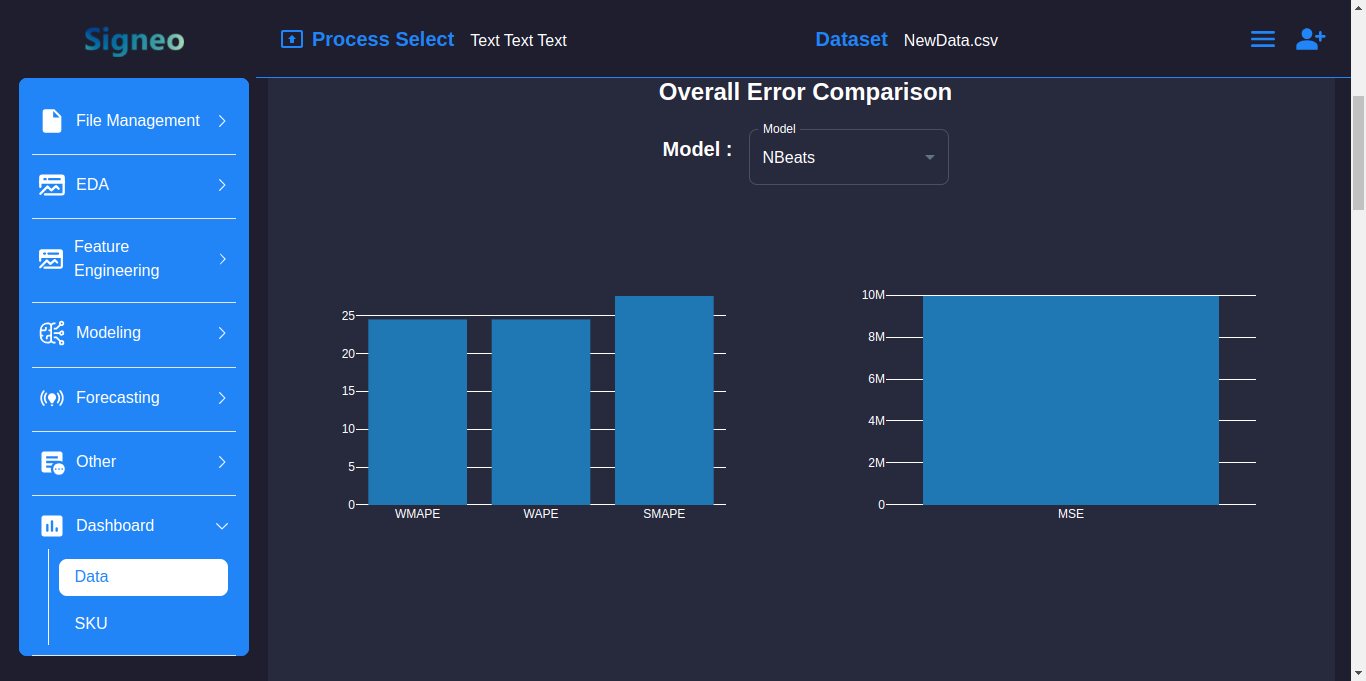 Signeo
Process Select Text Text Text
Dataset NewData.csv
File Management
EDA
Feature
Engineering
Modeling
Forecasting
Other
Dashboard
Data
SKU
Overall Error Comparison
Model :
Model
NBeats
25
20
15
10
5
0
WMAPE WAPE SMAPE
10M
8M
6M
4M
2M
0
MSE